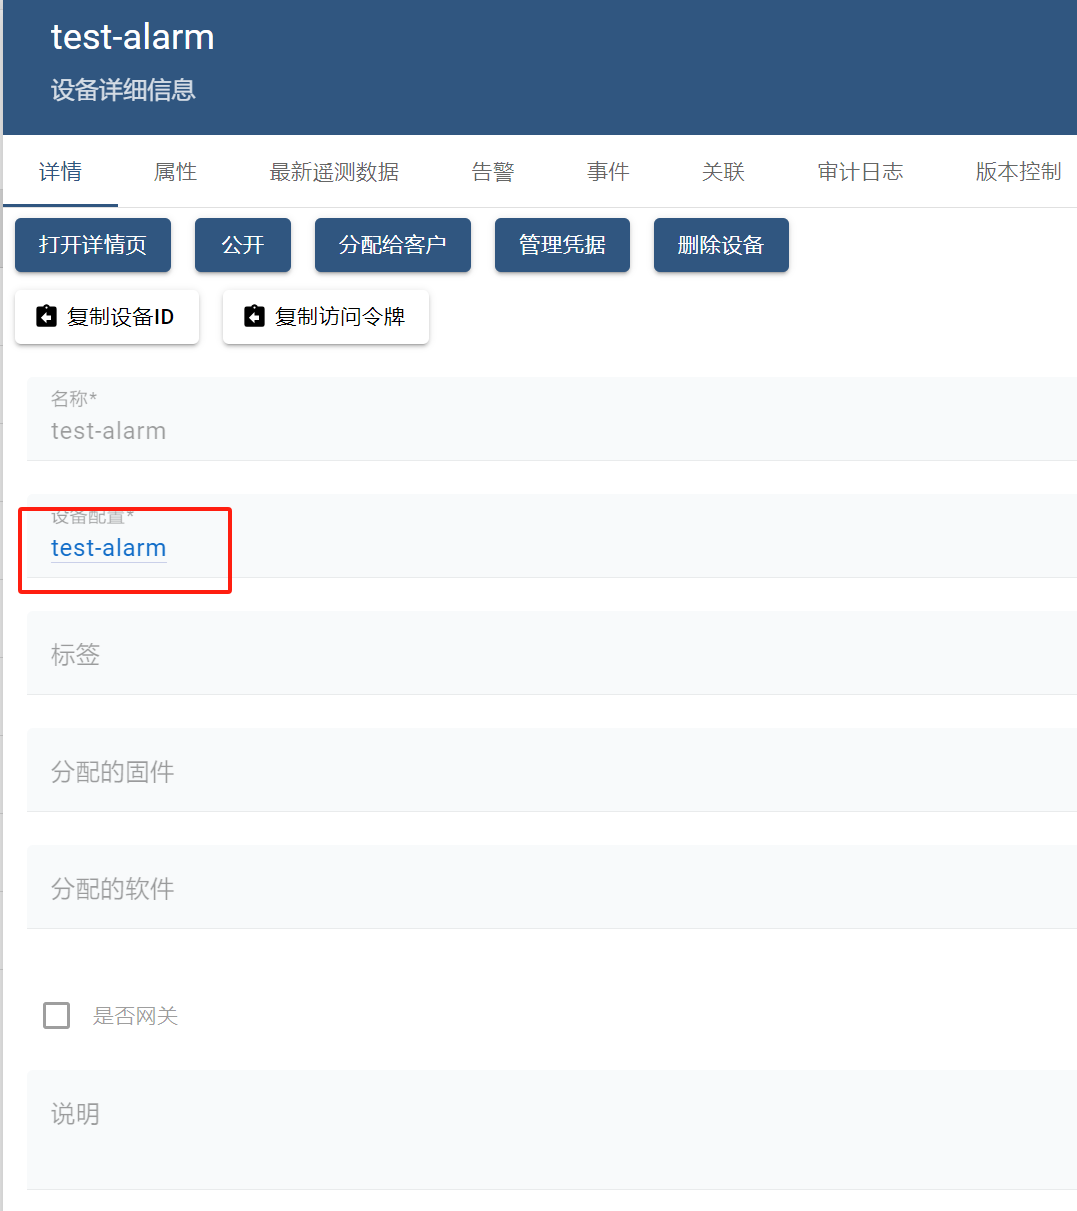 test-alarm
设备详细信息
详情 属性 最新遥测数据 告警 事件 关联 审计日志 版本控制
打开详情页 公开 分配给客户 管理凭据 删除设备
复制设备ID 复制访问令牌
名称*
test-alarm
设备配置*
test-alarm
标签
分配的固件
分配的软件
是否网关
说明